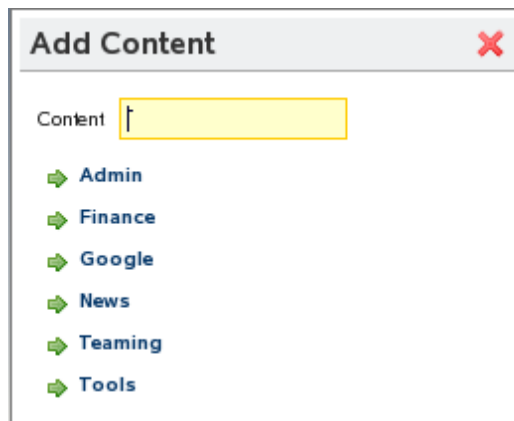 Add Content
Content
Admin
Finance
Google
News
Teaming
Tools